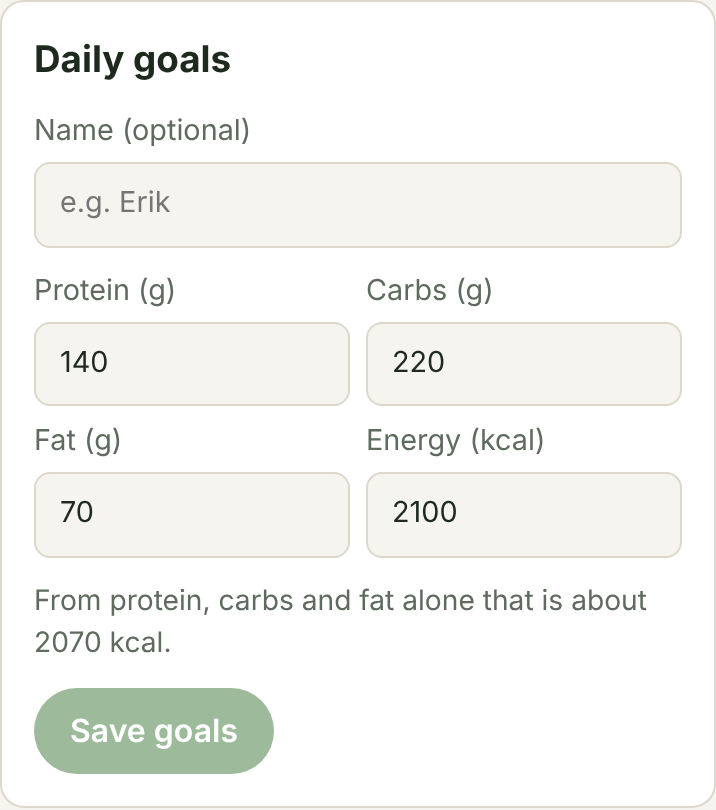 Daily goals
Name (optional)
e.g. Erik
Protein (g)
Carbs (g)
140
220
Fat (g)
Energy (kcal)
70
2100
From protein, carbs and fat alone that is about
2070 kcal.
Save goals